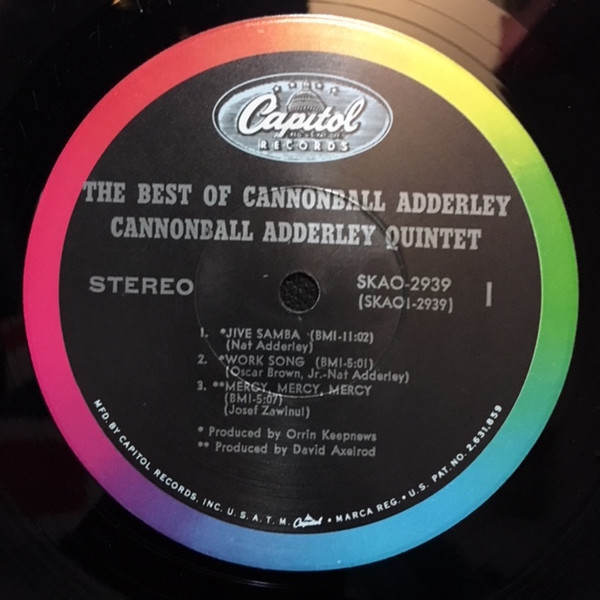 Capitol
RECORDS
THE BEST OF CANNONBALL ADDERLEY
CANNONBALL ADDERLEY QUINTET
STEREO
SKAO-2939
(SKAO1-2939)
1
1. *JIVE SAMBA (BMI-11:02)
(Nat Adderley)
2. *WORK SONG (BMI-5:01)
(Oscar Brown, Jr.-Nat Adderley)
3. **MERCY, MERCY, MERCY
(BMI-5:07)
(Josef Zawinul)
* Produced by Orrin Keepnews
** Produced by David Axelrod
MFD. BY CAPITOL RECORDS, INC. U.S.A. T.M. Capitol • MARCA REG. • U.S. PAT. NO. 2,631,859